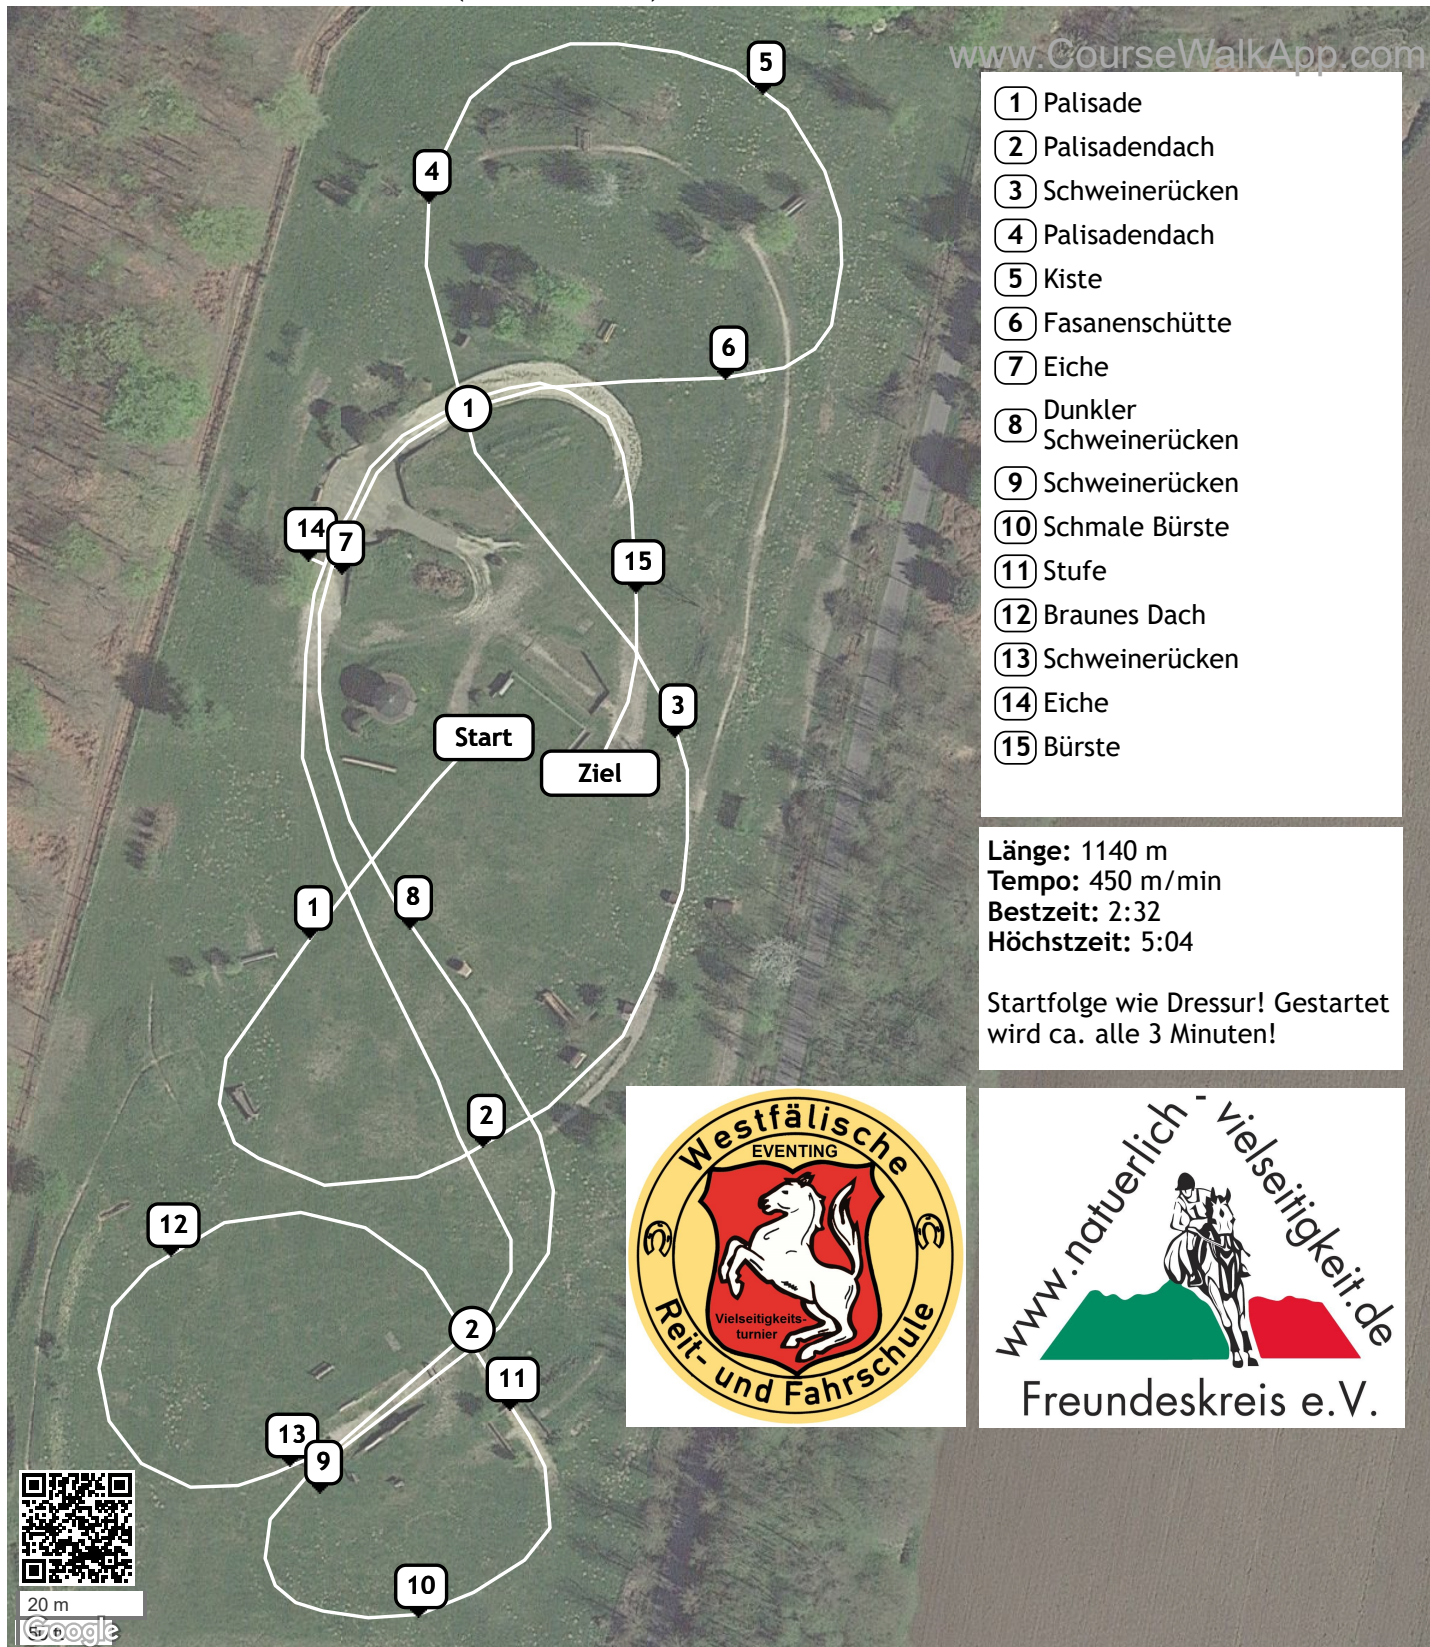 www.CourseWalkApp.com
1 Palisade
2 Palisadendach
3 Schweinerücken
4 Palisadendach
5 Kiste
6 Fasanenschütte
7 Eiche
8 Dunkler
Schweinerücken
9 Schweinerücken
10 Schmale Bürste
11 Stufe
12 Braunes Dach
13 Schweinerücken
14 Eiche
15 Bürste
Länge: 1140 m
Tempo: 450 m/min
Bestzeit: 2:32
Höchstzeit: 5:04
Startfolge wie Dressur! Gestartet
wird ca. alle 3 Minuten!
5
4
6
1
14
7
15
3
Start
Ziel
1
8
2
12
2
11
13
9
10
Westfälische
EVENTING
Vielseitigkeits-
turnier
Reit- und Fahrschule
www.natuerlich - vielseitigkeit.de
Freundeskreis e.V.
20 m
Google